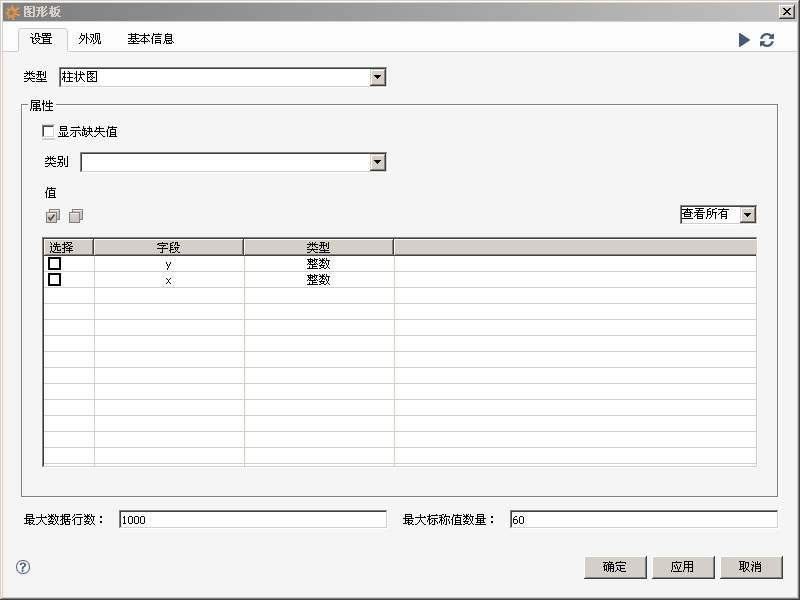 图形板
设置 外观 基本信息
类型 柱状图
属性
显示缺失值
类别
值
查看所有
选择 字段 类型
y 整数
x 整数
最大数据行数： 1000 最大标称值数量： 60
确定 应用 取消